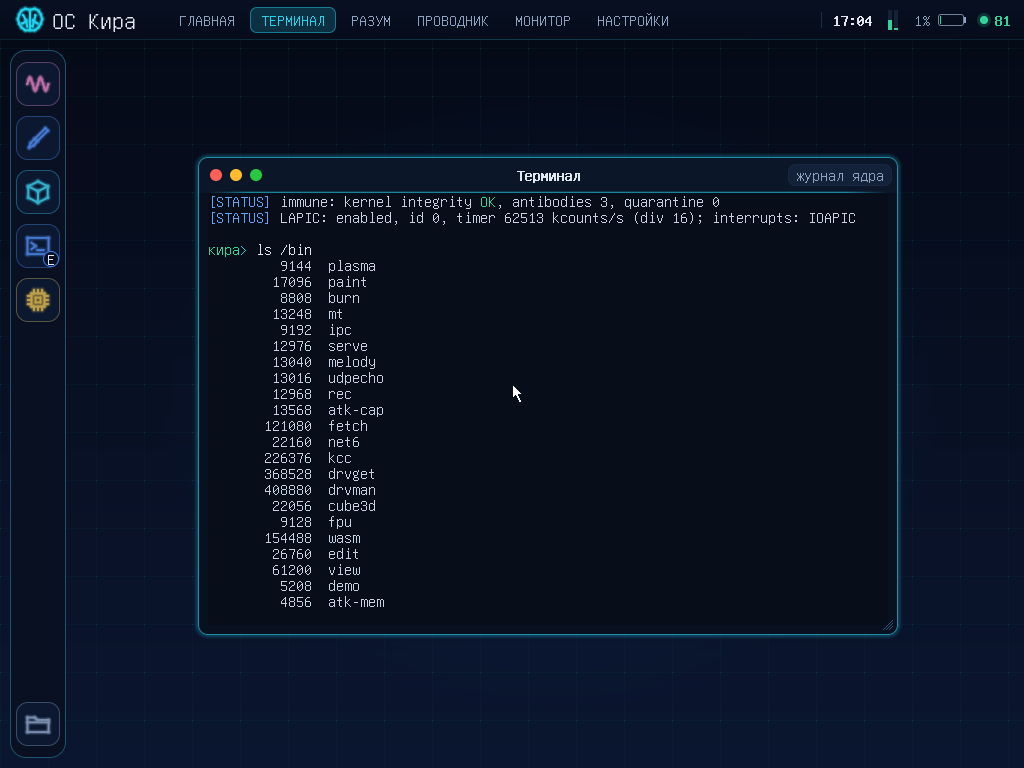 ОС Кира ГЛАВНАЯ ТЕРМИНАЛ РАЗУМ ПРОВОДНИК МОНИТОР НАСТРОЙКИ 17:04 1% 81
E
Терминал журнал ядра
[STATUS] immune: kernel integrity OK, antibodies 3, quarantine 0
[STATUS] LAPIC: enabled, id 0, timer 62513 kcounts/s (div 16); interrupts: IOAPIC
кира> ls /bin
9144 plasma
17096 paint
8808 burn
13248 mt
9192 ipc
12976 serve
13040 melody
13016 udpecho
12968 rec
13568 atk-cap
121080 fetch
22160 net6
226376 kcc
368528 drvget
408880 drvman
22056 cube3d
9128 fpu
154488 wasm
26760 edit
61200 view
5208 demo
4856 atk-mem